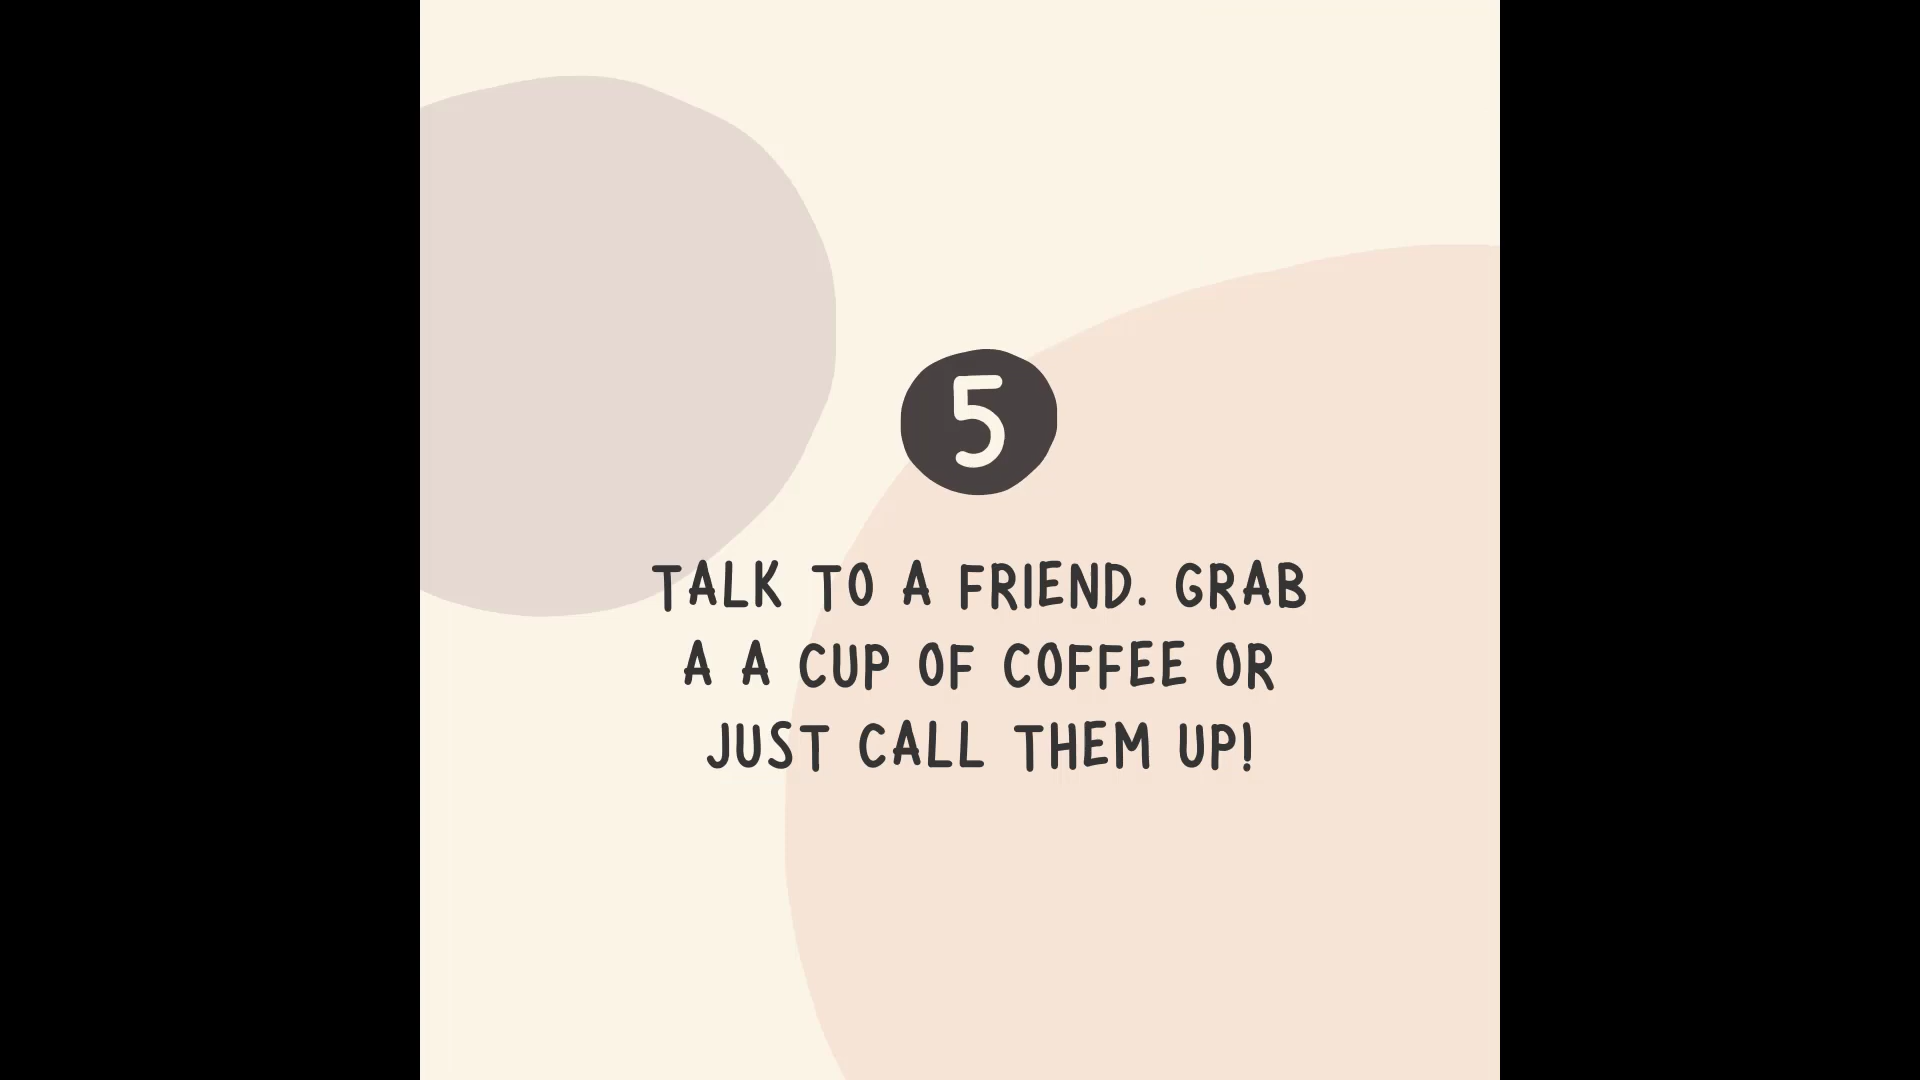 5
TALK TO A FRIEND. GRAB
A A CUP OF COFFEE OR
JUST CALL THEM UP!